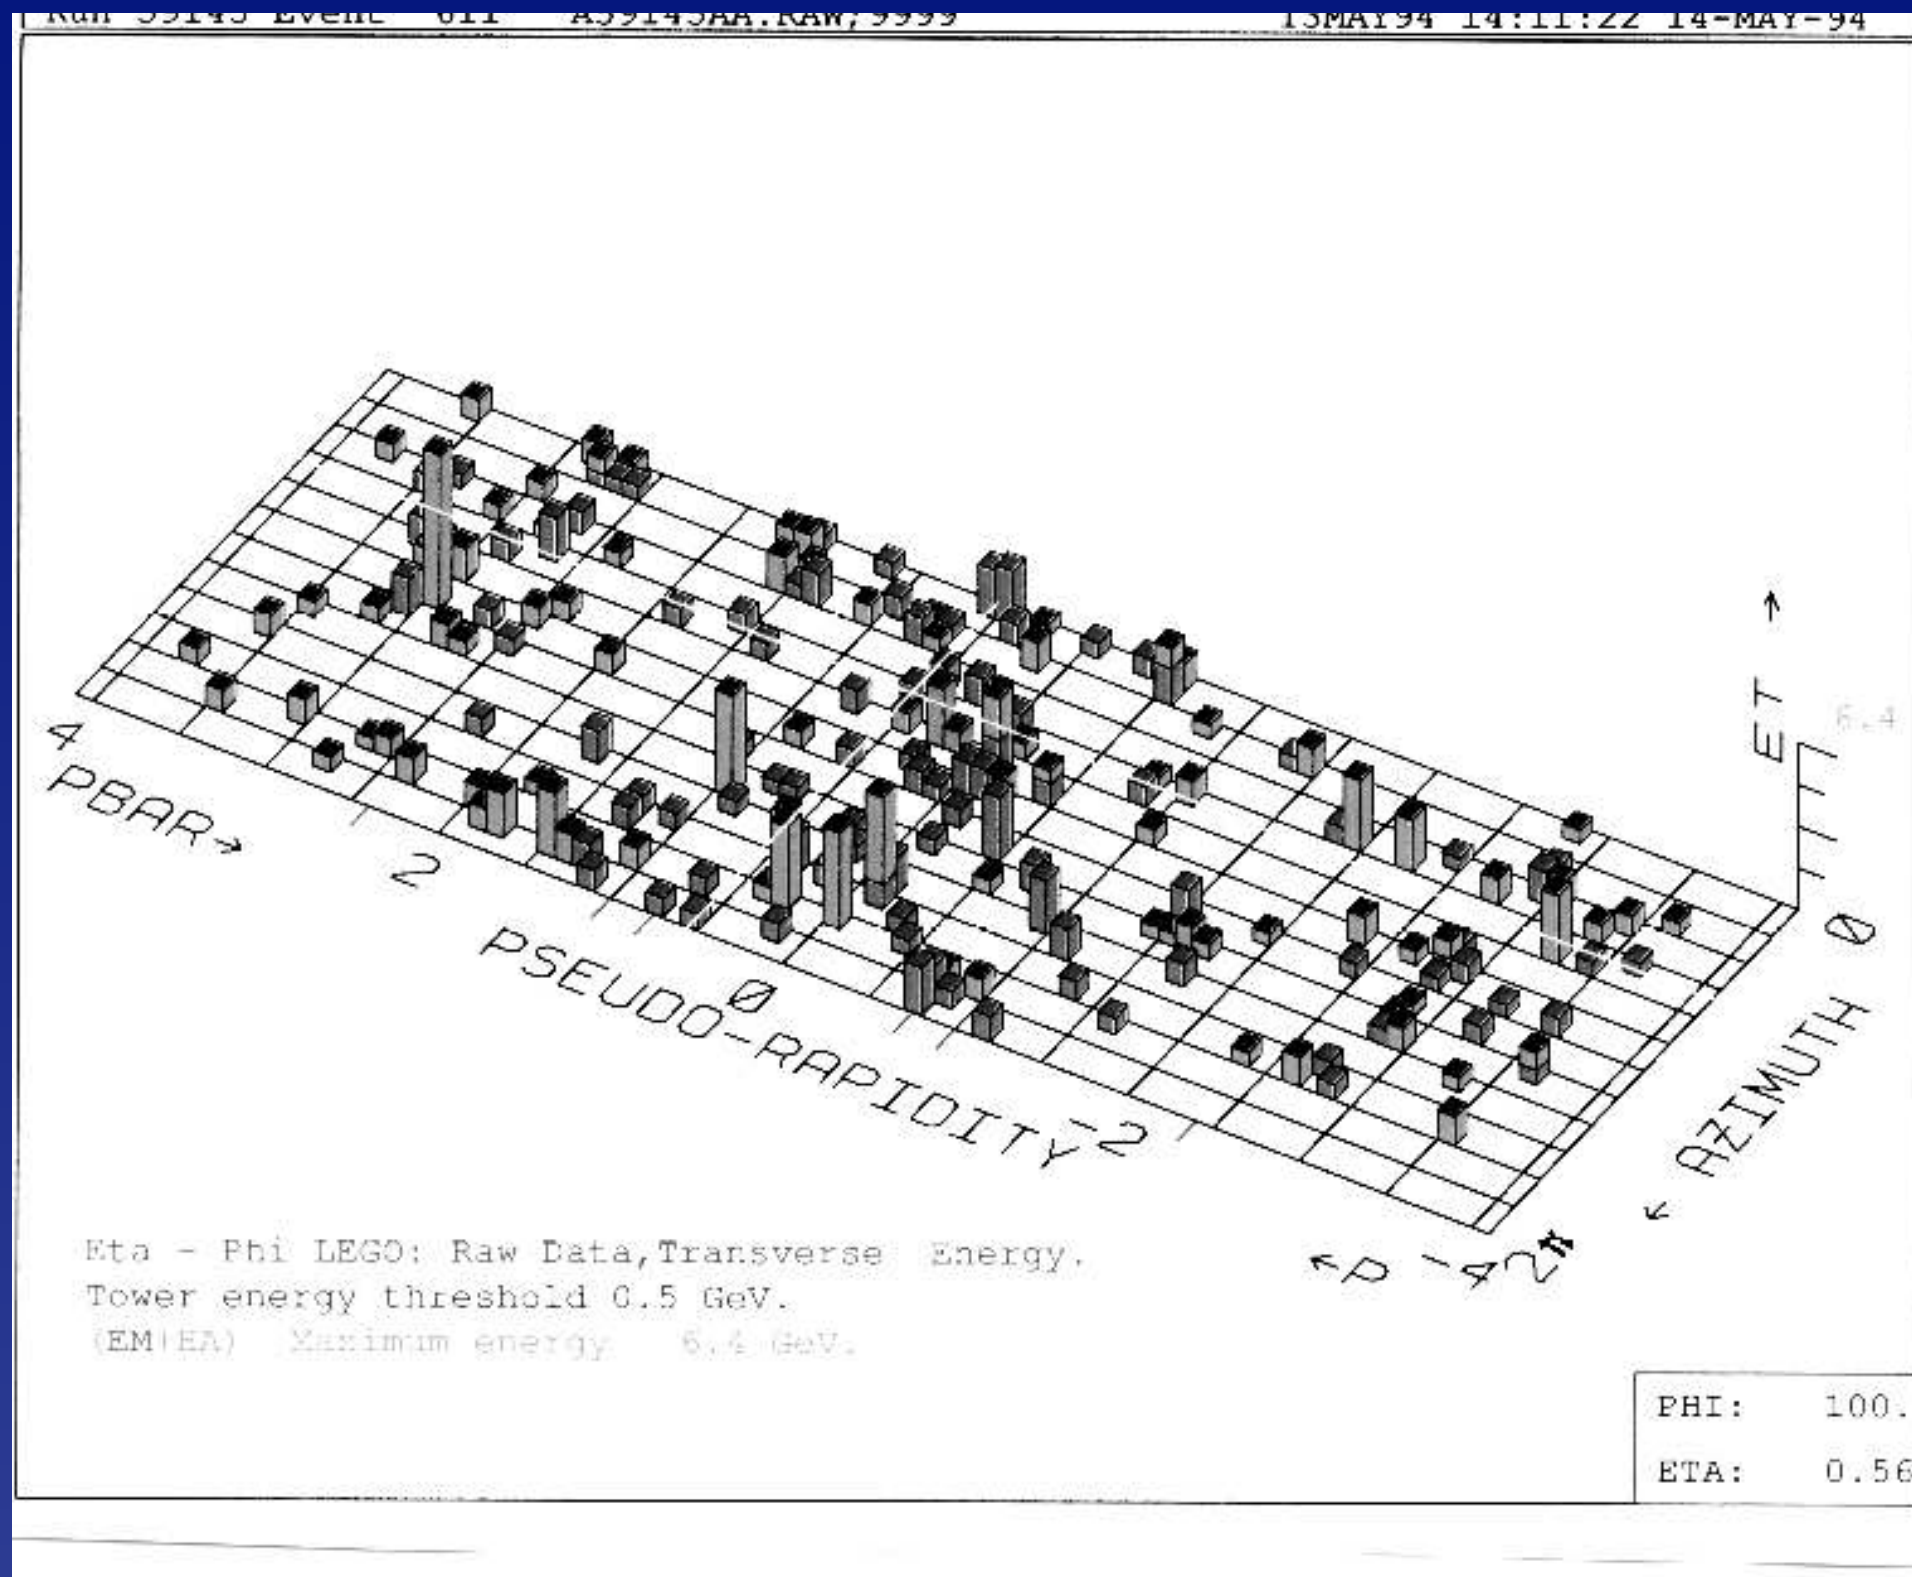 Run 59145 Event 611 A59145AA.RAW;9999 13MAY94 14:11:22 14-MAY-94
ET →
6.4
4
PBAR→
2
PSEUDO-RAPIDITY
0
-2
←P -4
2π
← AZIMUTH 0
Eta - Phi LEGO: Raw Data,Transverse Energy.
Tower energy threshold 0.5 GeV.
(EM|HA) Maximum energy 6.4 GeV.
PHI: 100.
ETA: 0.56